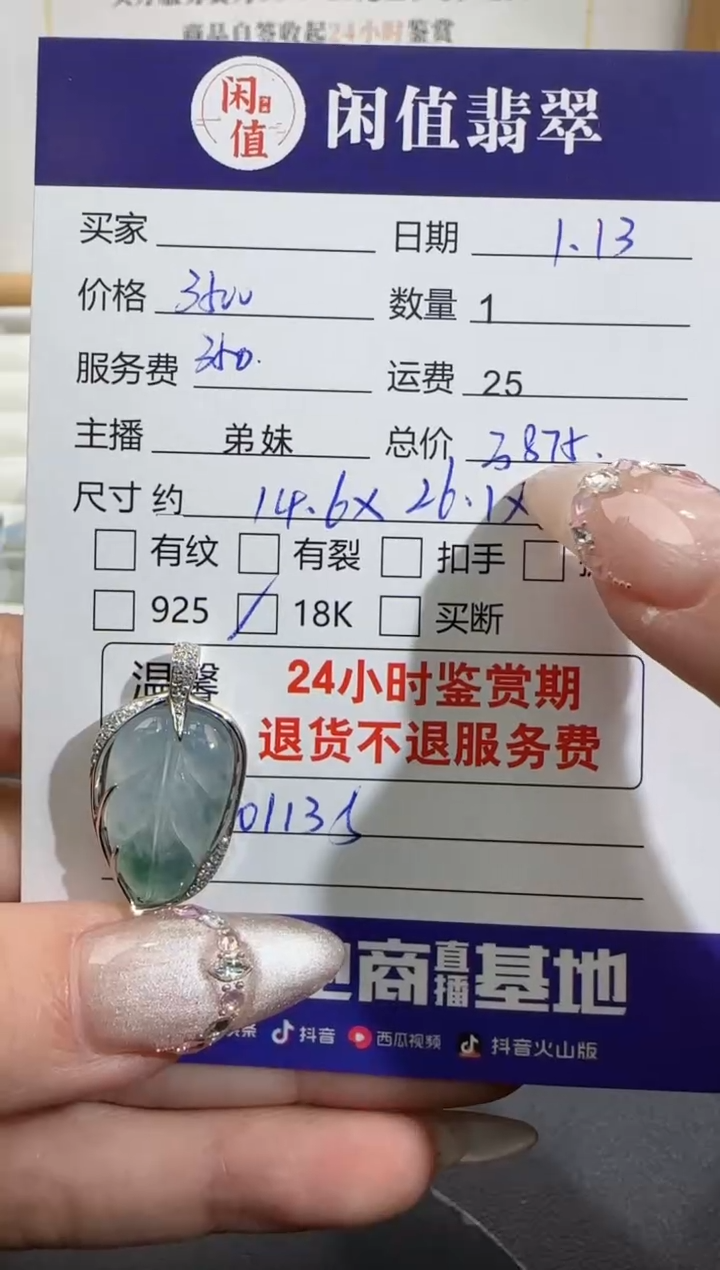 商品自签收起24小时鉴赏
闲值
闲值翡翠
买家 日期 1.13
价格 3500 数量 1
服务费 350. 运费 25
主播 弟妹 总价 3875.
尺寸 约 14.6x 26.1x
有纹 有裂 扣手
925 18K 买断
温馨 24小时鉴赏期
退货不退服务费
0113
商直播基地
抖音 西瓜视频 抖音火山版